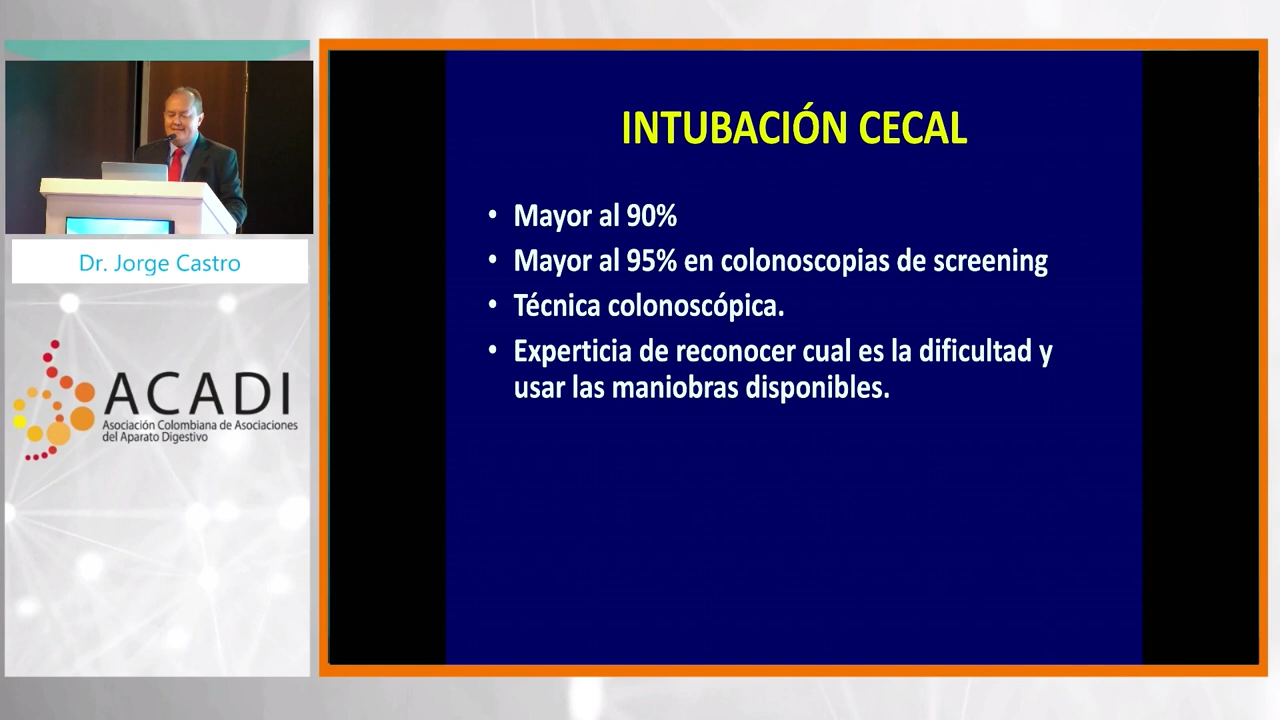 Dr. Jorge Castro
ACADI
Asociación Colombiana de Asociaciones
del Aparato Digestivo
INTUBACIÓN CECAL
• Mayor al 90%
• Mayor al 95% en colonoscopias de screening
• Técnica colonoscópica.
• Experticia de reconocer cual es la dificultad y
usar las maniobras disponibles.